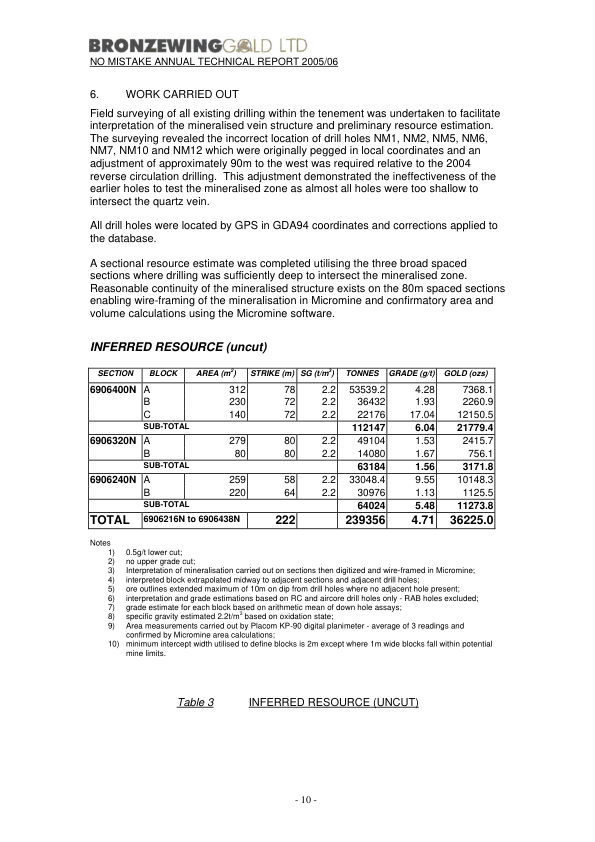 BRONZEWING GOLD LTD
NO MISTAKE ANNUAL TECHNICAL REPORT 2005/06
6. WORK CARRIED OUT
Field surveying of all existing drilling within the tenement was undertaken to facilitate
interpretation of the mineralised vein structure and preliminary resource estimation.
The surveying revealed the incorrect location of drill holes NM1, NM2, NM5, NM6,
NM7, NM10 and NM12 which were originally pegged in local coordinates and an
adjustment of approximately 90m to the west was required relative to the 2004
reverse circulation drilling. This adjustment demonstrated the ineffectiveness of the
earlier holes to test the mineralised zone as almost all holes were too shallow to
intersect the quartz vein.
All drill holes were located by GPS in GDA94 coordinates and corrections applied to
the database.
A sectional resource estimate was completed utilising the three broad spaced
sections where drilling was sufficiently deep to intersect the mineralised zone.
Reasonable continuity of the mineralised structure exists on the 80m spaced sections
enabling wire-framing of the mineralisation in Micromine and confirmatory area and
volume calculations using the Micromine software.
INFERRED RESOURCE (uncut)
SECTION BLOCK AREA (m²) STRIKE (m) SG (t/m³) TONNES GRADE (g/t) GOLD (ozs)
6906400N A 312 78 2.2 53539.2 4.28 7368.1
B 230 72 2.2 36432 1.93 2260.9
C 140 72 2.2 22176 17.04 12150.5
SUB-TOTAL 112147 6.04 21779.4
6906320N A 279 80 2.2 49104 1.53 2415.7
B 80 80 2.2 14080 1.67 756.1
SUB-TOTAL 63184 1.56 3171.8
6906240N A 259 58 2.2 33048.4 9.55 10148.3
B 220 64 2.2 30976 1.13 1125.5
SUB-TOTAL 64024 5.48 11273.8
TOTAL 6906216N to 6906438N 222 239356 4.71 36225.0
Notes
1) 0.5g/t lower cut;
2) no upper grade cut;
3) Interpretation of mineralisation carried out on sections then digitized and wire-framed in Micromine;
4) interpreted block extrapolated midway to adjacent sections and adjacent drill holes;
5) ore outlines extended maximum of 10m on dip from drill holes where no adjacent hole present;
6) interpretation and grade estimations based on RC and aircore drill holes only - RAB holes excluded;
7) grade estimate for each block based on arithmetic mean of down hole assays;
8) specific gravity estimated 2.2t/m³ based on oxidation state;
9) Area measurements carried out by Placom KP-90 digital planimeter - average of 3 readings and
confirmed by Micromine area calculations;
10) minimum intercept width utilised to define blocks is 2m except where 1m wide blocks fall within potential
mine limits.
Table 3 INFERRED RESOURCE (UNCUT)
- 10 -